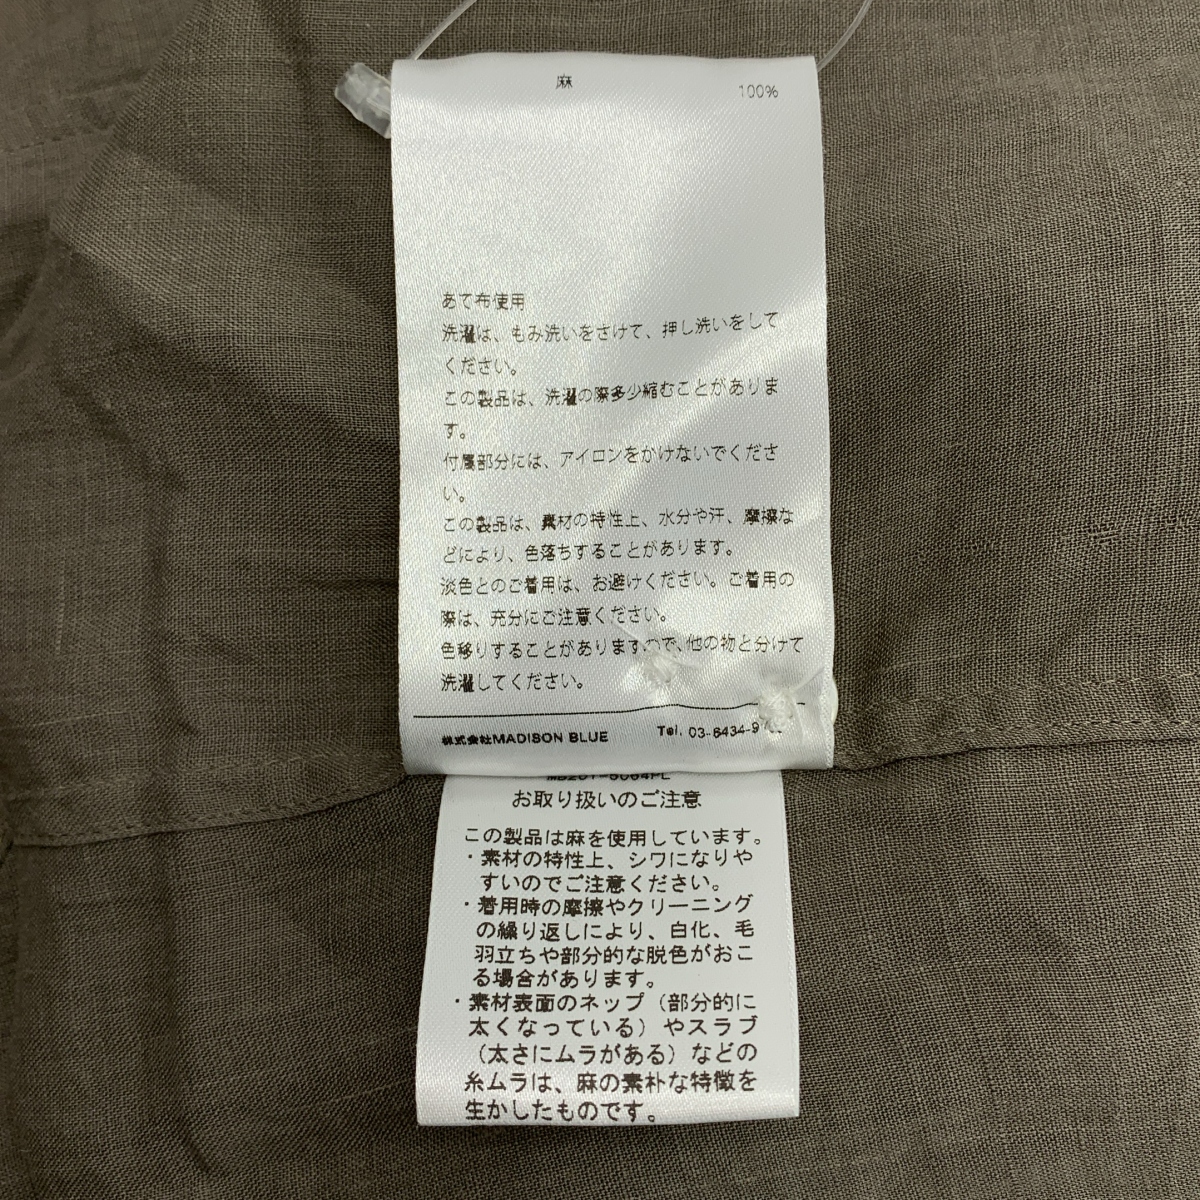 麻 100%
あて布使用
洗濯は、もみ洗いをさけて、押し洗いをして
ください。
この製品は、洗濯の際多少縮むことがありま
す。
付属部分には、アイロンをかけないでくださ
い。
この製品は、素材の特性上、水分や汗、摩擦な
どにより、色落ちすることがあります。
淡色とのご着用は、お避けください。ご着用の
際は、充分にご注意ください。
色移りすることがありますので、他の物と分けて
洗濯してください。
株式会社MADISON BLUE Tel. 03-6434-9
お取り扱いのご注意
この製品は麻を使用しています。
・素材の特性上、シワになりや
すいのでご注意ください。
・着用時の摩擦やクリーニング
の繰り返しにより、白化、毛
羽立ちや部分的な脱色がおこ
る場合があります。
・素材表面のネップ（部分的に
太くなっている）やスラブ
（太さにムラがある）などの
糸ムラは、麻の素朴な特徴を
生かしたものです。